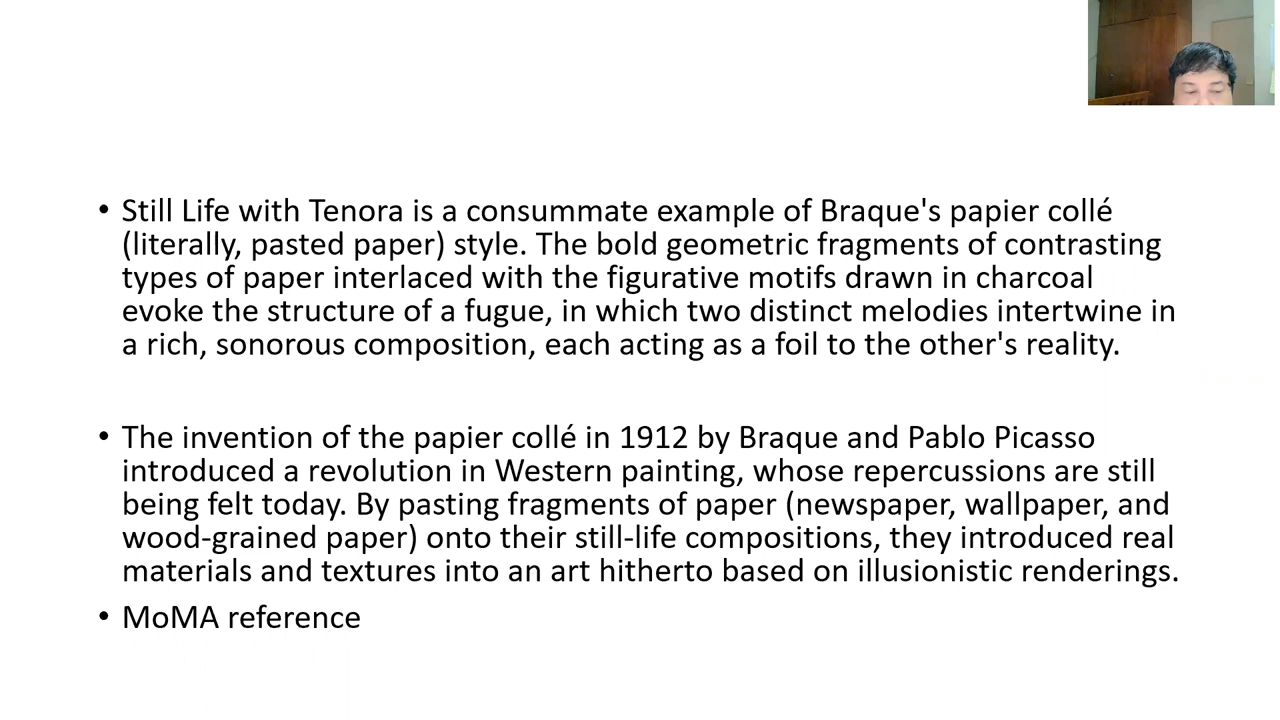 • Still Life with Tenora is a consummate example of Braque's papier collé
(literally, pasted paper) style. The bold geometric fragments of contrasting
types of paper interlaced with the figurative motifs drawn in charcoal
evoke the structure of a fugue, in which two distinct melodies intertwine in
a rich, sonorous composition, each acting as a foil to the other's reality.
• The invention of the papier collé in 1912 by Braque and Pablo Picasso
introduced a revolution in Western painting, whose repercussions are still
being felt today. By pasting fragments of paper (newspaper, wallpaper, and
wood-grained paper) onto their still-life compositions, they introduced real
materials and textures into an art hitherto based on illusionistic renderings.
• MoMA reference